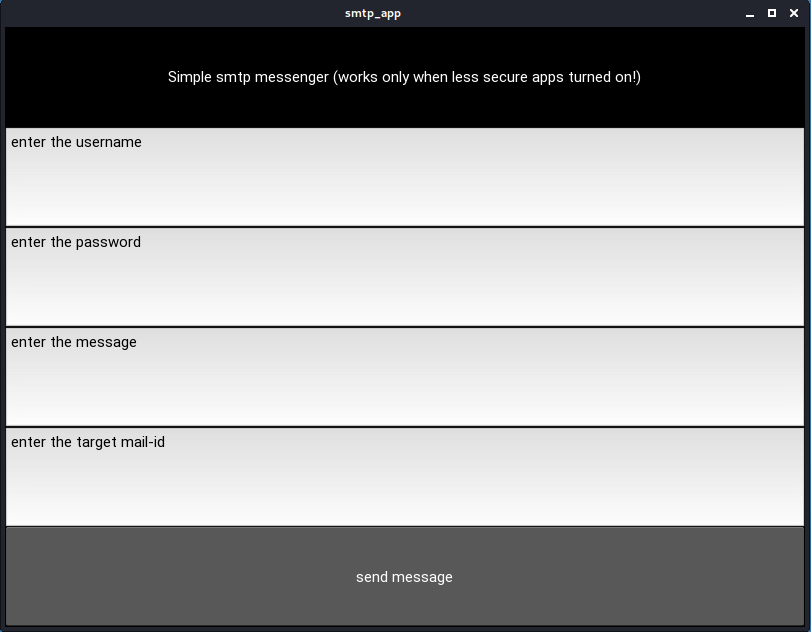 smtp_app
Simple smtp messenger (works only when less secure apps turned on!)
enter the username
enter the password
enter the message
enter the target mail-id
send message